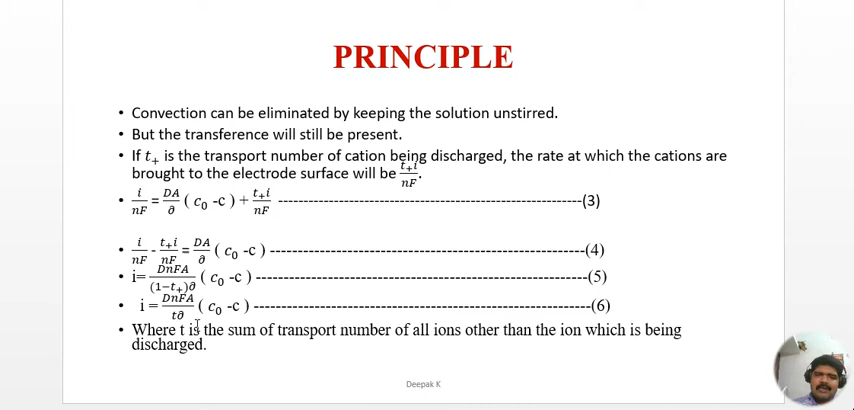 PRINCIPLE
• Convection can be eliminated by keeping the solution unstirred.
• But the transference will still be present.
• If t₊ is the transport number of cation being discharged, the rate at which the cations are
brought to the electrode surface will be t₊i/nF.
• i/nF = DA/∂ ( c₀ -c ) + t₊i/nF ------------------------------------------------------------(3)
• i/nF - t₊i/nF = DA/∂ ( c₀ -c ) ---------------------------------------------------------------(4)
• i= DnFA/(1−t₊)∂ ( c₀ -c ) ------------------------------------------------------------------(5)
• i = DnFA/t∂ ( c₀ -c ) -------------------------------------------------------------------(6)
• Where t is the sum of transport number of all ions other than the ion which is being
discharged.
Deepak K